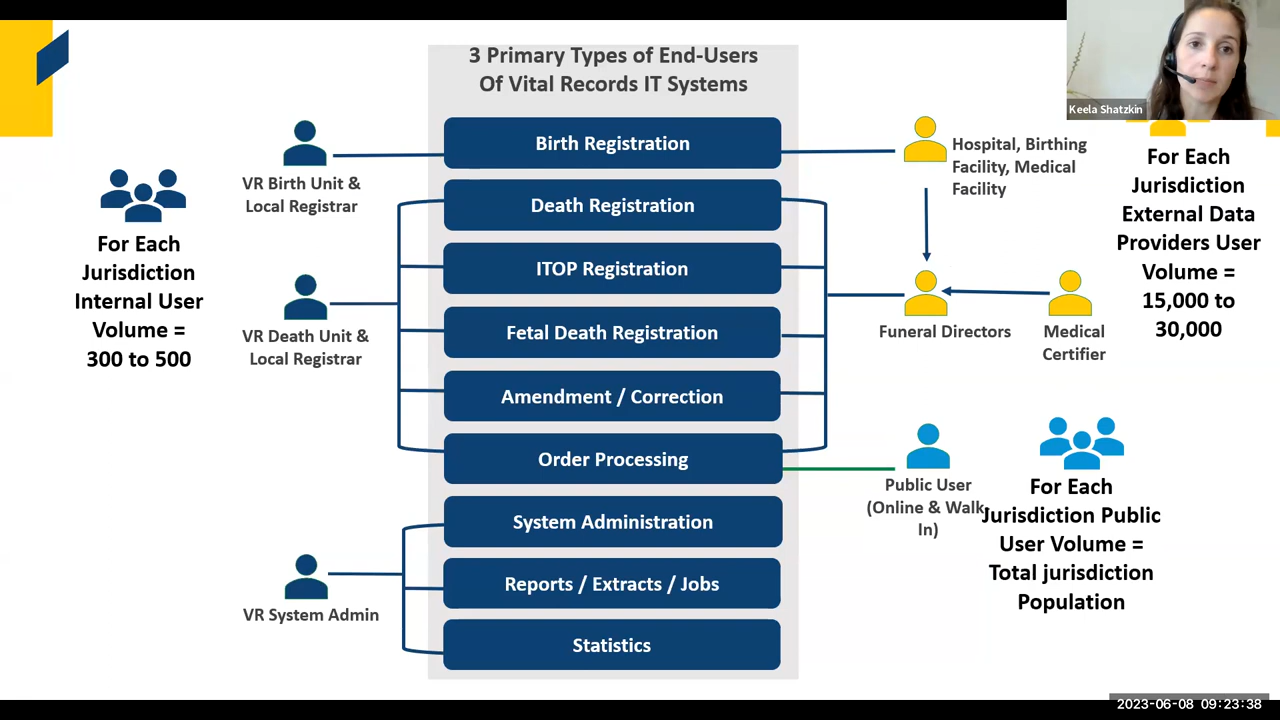 3 Primary Types of End-Users
Of Vital Records IT Systems
Keela Shatzkin
Birth Registration
Death Registration
ITOP Registration
Fetal Death Registration
Amendment / Correction
Order Processing
System Administration
Reports / Extracts / Jobs
Statistics
For Each
Jurisdiction
Internal User
Volume =
300 to 500
VR Birth Unit &
Local Registrar
VR Death Unit &
Local Registrar
VR System Admin
Hospital, Birthing
Facility, Medical
Facility
Funeral Directors
Medical
Certifier
For Each
Jurisdiction
External Data
Providers User
Volume =
15,000 to
30,000
Public User
(Online & Walk
In)
For Each
Jurisdiction Public
User Volume =
Total jurisdiction
Population
2023-06-08 09:23:38